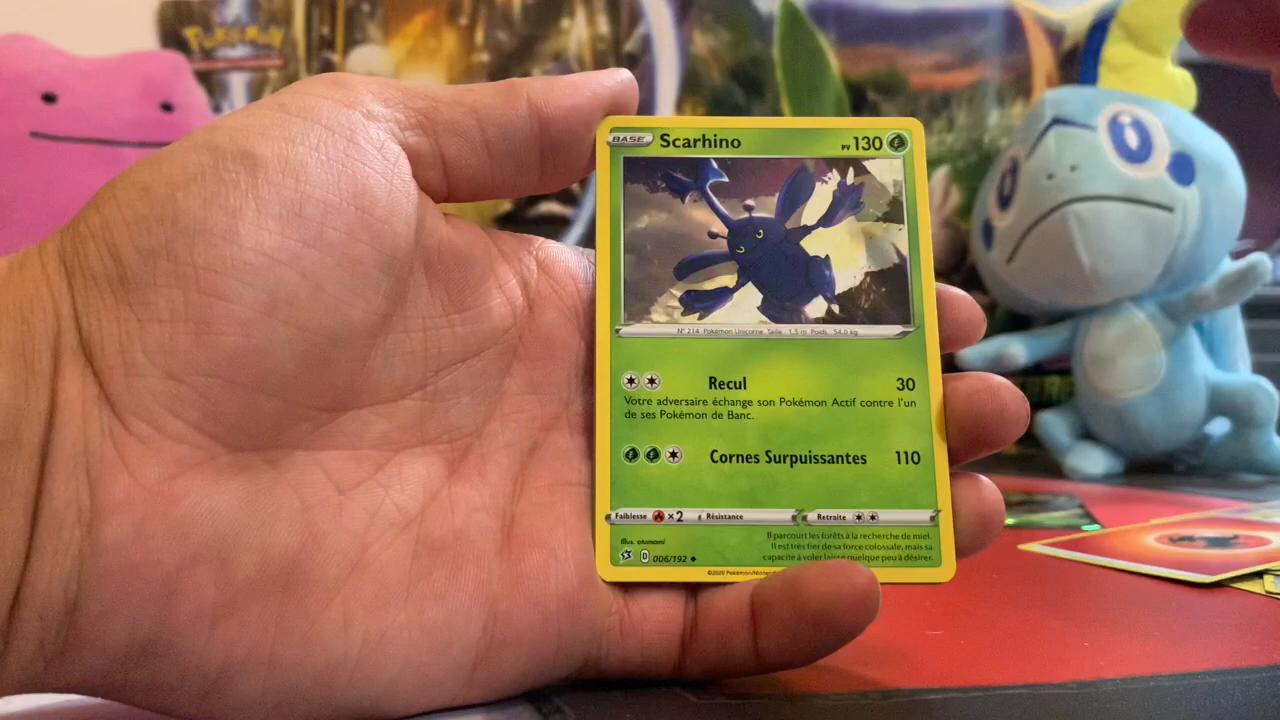 Pokémon
BASE Scarhino PV 130
N° 214 Pokémon Unicorne Taille : 1,5 m Poids : 54.0 kg
Recul 30
Votre adversaire échange son Pokémon Actif contre l'un
de ses Pokémon de Banc.
Cornes Surpuissantes 110
Faiblesse ×2 Résistance Retraite
Illus. otumami
Il parcourt les forêts à la recherche de miel.
Il est très fier de sa force colossale, mais sa
capacité à voler laisse quelque peu à désirer.
D 006/192
©2020 Pokémon/Nintendo